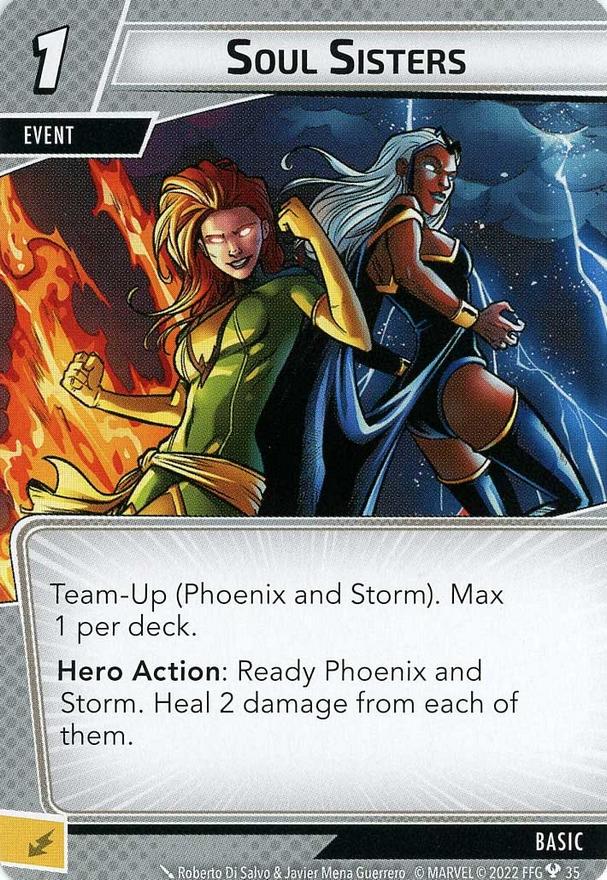 1
SOUL SISTERS
EVENT
Team-Up (Phoenix and Storm). Max
1 per deck.
Hero Action: Ready Phoenix and
Storm. Heal 2 damage from each of
them.
BASIC
Roberto Di Salvo & Javier Mena Guerrero © MARVEL © 2022 FFG 35